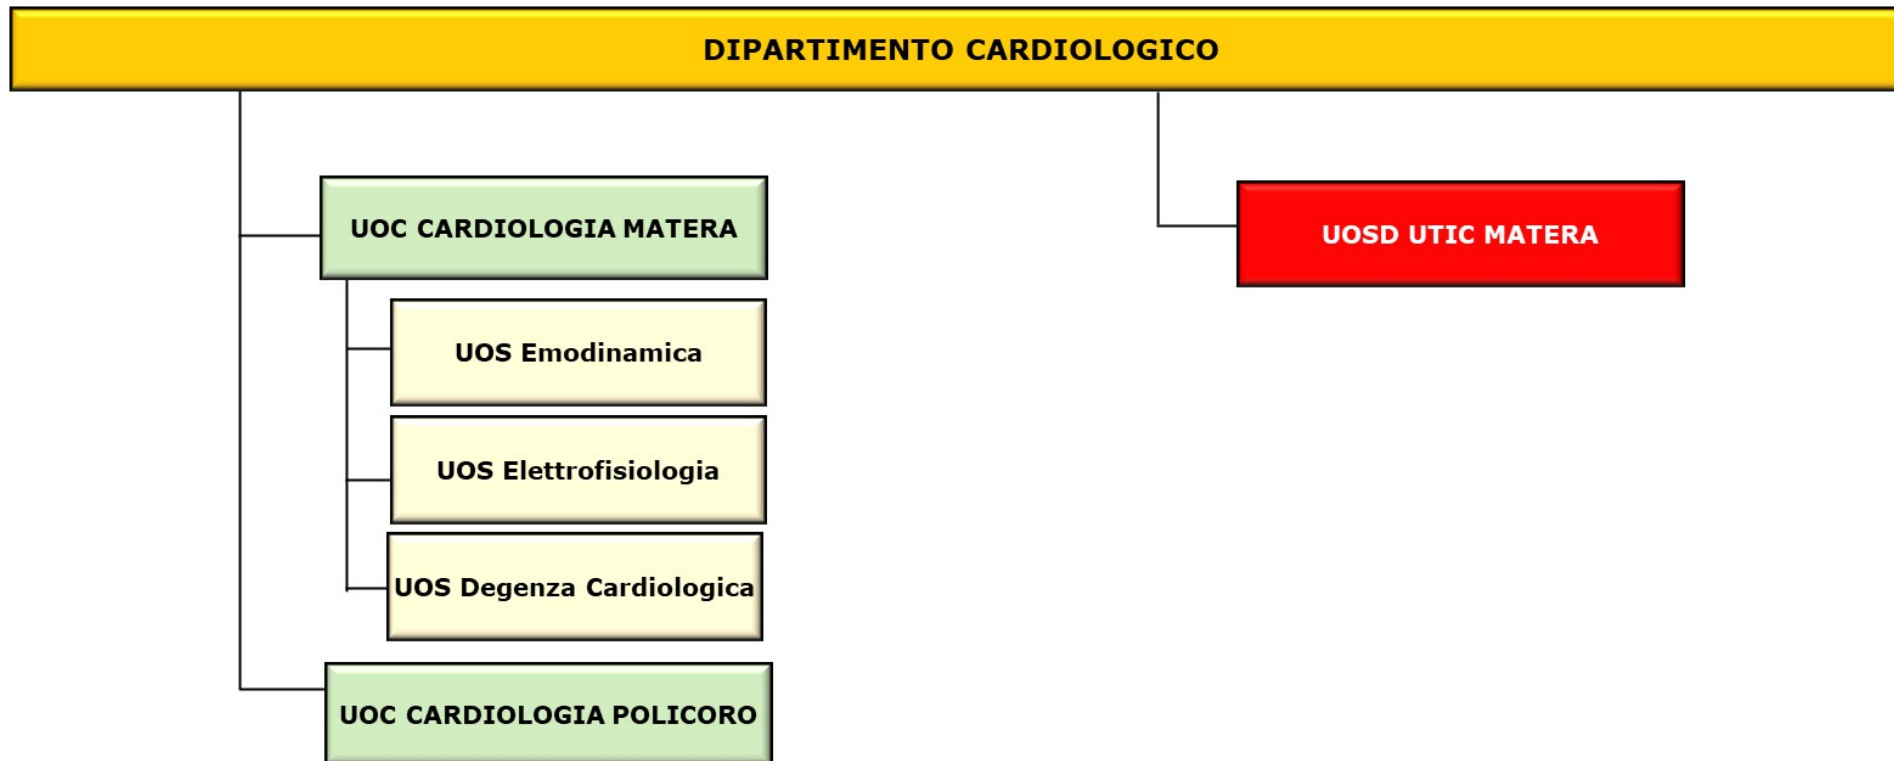 DIPARTIMENTO CARDIOLOGICO
UOC CARDIOLOGIA MATERA
UOS Emodinamica
UOS Elettrofisiologia
UOS Degenza Cardiologica
UOC CARDIOLOGIA POLICORO
UOSD UTIC MATERA